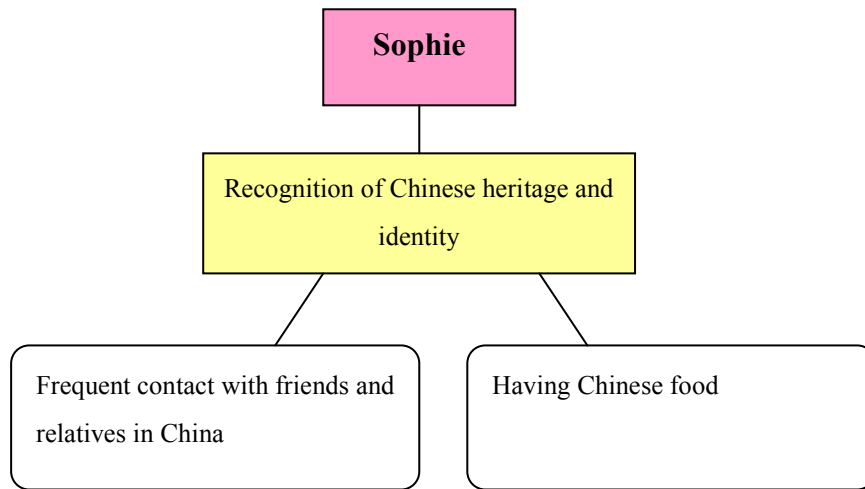 Sophie
Recognition of Chinese heritage and
identity
Frequent contact with friends and
relatives in China
Having Chinese food